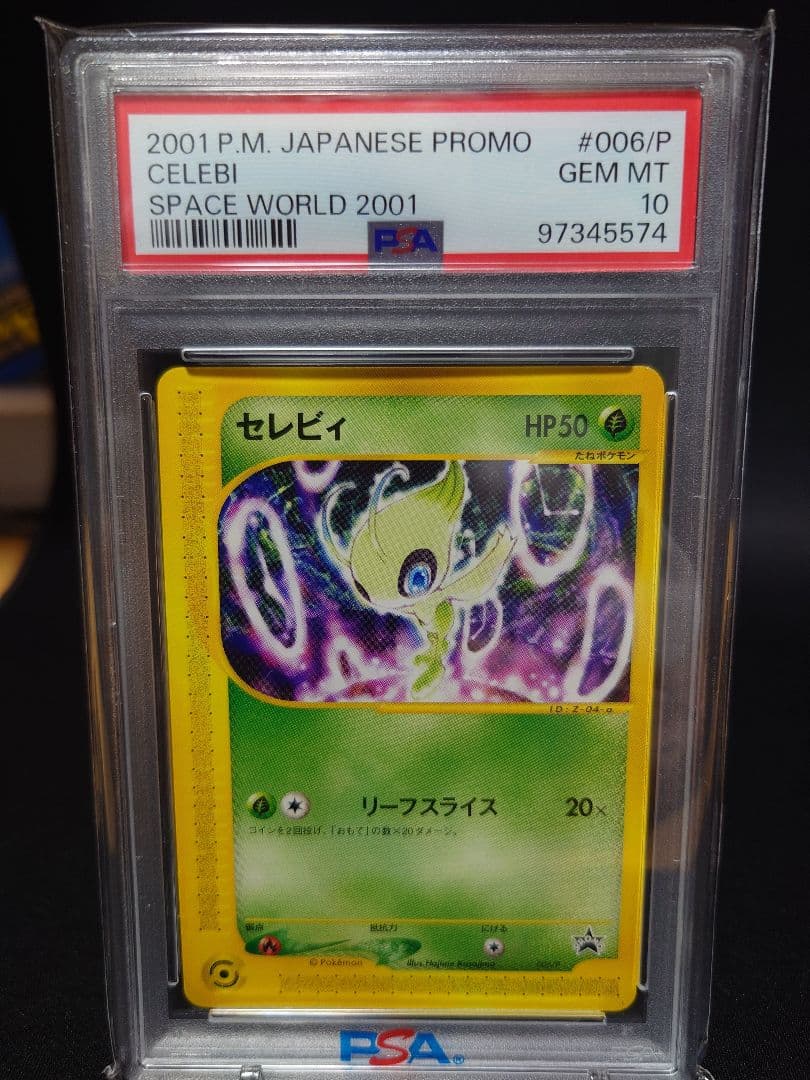 2001 P.M. JAPANESE PROMO #006/P
CELEBI GEM MT
SPACE WORLD 2001 10
PSA 97345574
セレビィ HP50
たねポケモン
ID:Z-04-a
リーフスライス 20×
コインを2回投げ、「おもて」の数×20ダメージ。
弱点 抵抗力 にげる
© Pokémon Illus. Hajime Kusajima 006/P
PSA®